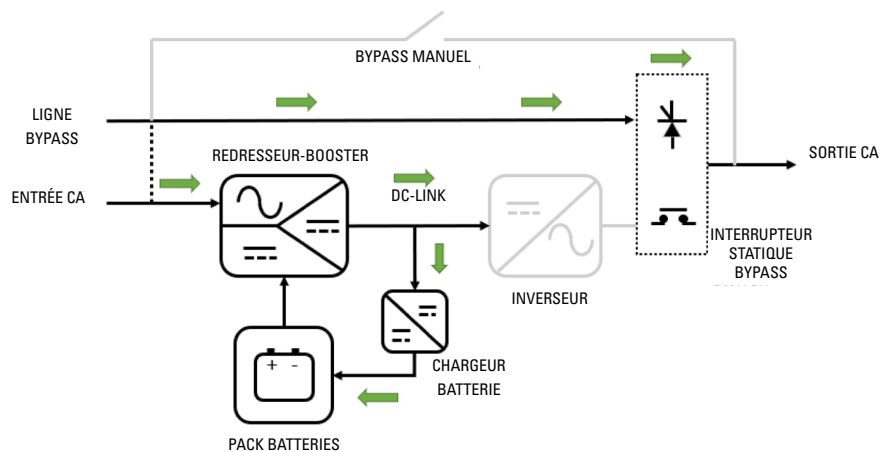 BYPASS MANUEL
LIGNE
BYPASS
REDRESSEUR-BOOSTER
SORTIE CA
ENTRÉE CA
DC-LINK
INTERRUPTEUR
STATIQUE
BYPASS
INVERSEUR
+ -
CHARGEUR
BATTERIE
PACK BATTERIES